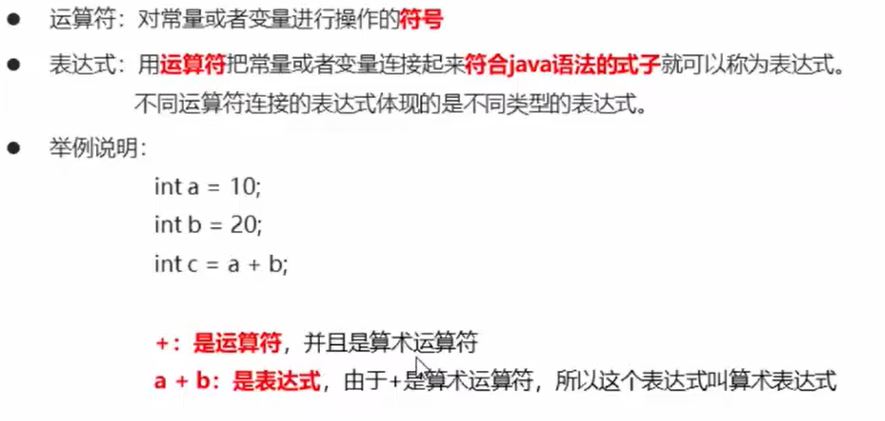 ● 运算符：对常量或者变量进行操作的符号
● 表达式：用运算符把常量或者变量连接起来符合java语法的式子就可以称为表达式。
不同运算符连接的表达式体现的是不同类型的表达式。
● 举例说明：
int a = 10;
int b = 20;
int c = a + b;
+：是运算符，并且是算术运算符
a + b：是表达式，由于+是算术运算符，所以这个表达式叫算术表达式